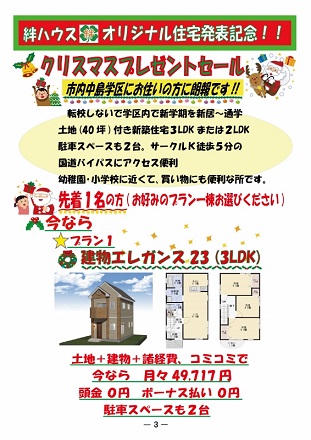 絆ハウス 絆 オリジナル住宅発表記念！！
クリスマスプレゼントセール
市内中島学区にお住いの方に朗報です!!
転校しないで学区内で新学期を新居～通学
土地(40坪)付き新築住宅3LDKまたは2LDK
駐車スペースも2台。サークルK徒歩5分の
国道バイパスにアクセス便利
幼稚園・小学校に近くて、買い物にも便利な所です。
先着1名の方(お好みのプラン一棟お選びください)
今なら
プラン1
建物エレガンス23(3LDK)
土地＋建物＋諸経費、コミコミで
今なら 月々49,717円
頭金 0円 ボーナス払い 0円
駐車スペースも2台
― 3 ―